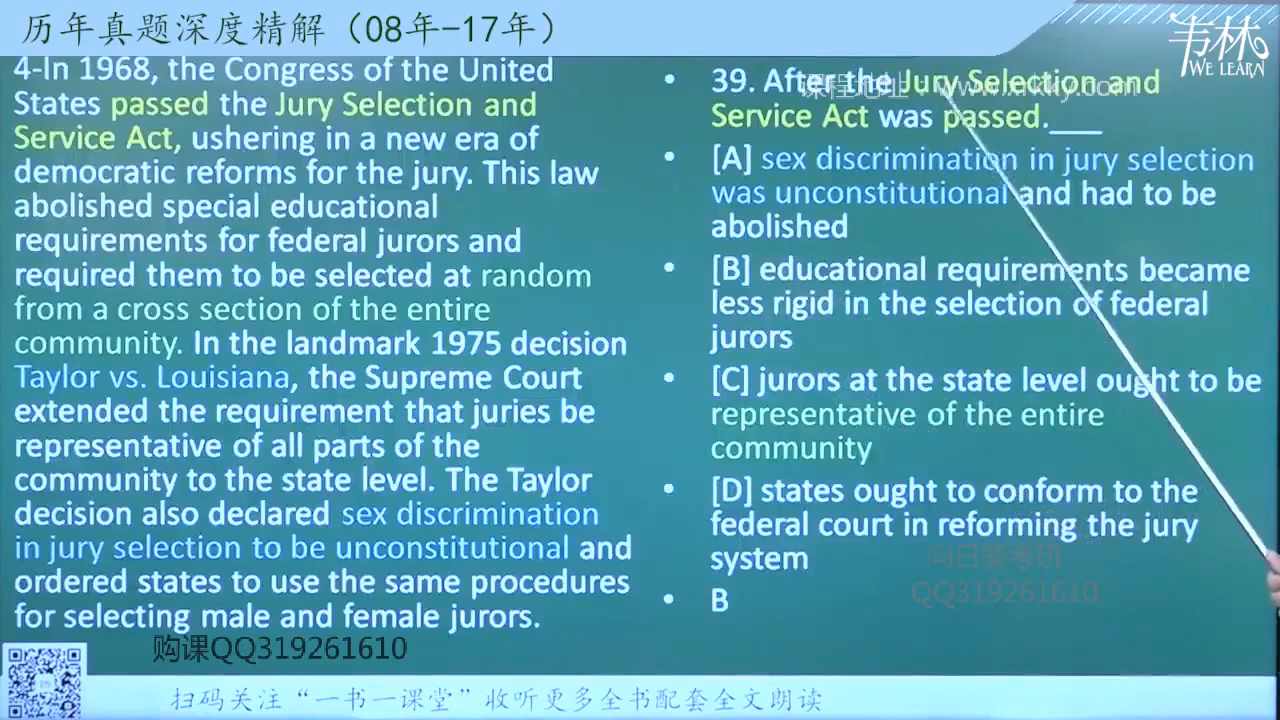 历年真题深度精解（08年-17年）
韦林
WE LEARN
4-In 1968, the Congress of the United
States passed the Jury Selection and
Service Act, ushering in a new era of
democratic reforms for the jury. This law
abolished special educational
requirements for federal jurors and
required them to be selected at random
from a cross section of the entire
community. In the landmark 1975 decision
Taylor vs. Louisiana, the Supreme Court
extended the requirement that juries be
representative of all parts of the
community to the state level. The Taylor
decision also declared sex discrimination
in jury selection to be unconstitutional and
ordered states to use the same procedures
for selecting male and female jurors.
• 39. After the Jury Selection and
Service Act was passed.___
• [A] sex discrimination in jury selection
was unconstitutional and had to be
abolished
• [B] educational requirements became
less rigid in the selection of federal
jurors
• [C] jurors at the state level ought to be
representative of the entire
community
• [D] states ought to conform to the
federal court in reforming the jury
system
• B
课程地址
向日葵考研
QQ319261610
购课QQ319261610
扫码关注“一书一课堂”收听更多全书配套全文朗读